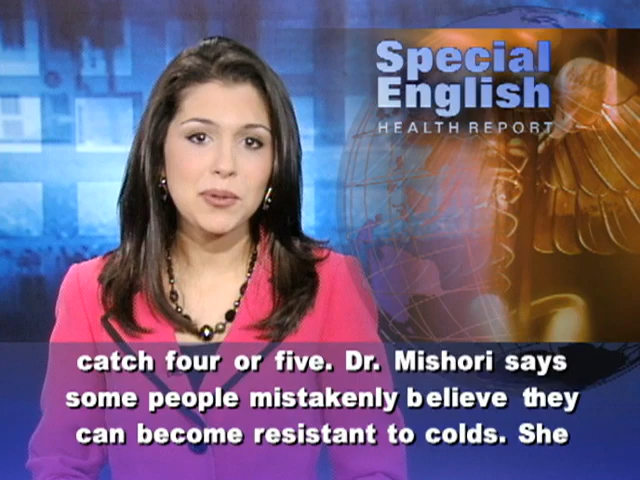 Special
English
HEALTH REPORT
catch four or five. Dr. Mishori says
some people mistakenly believe they
can become resistant to colds. She